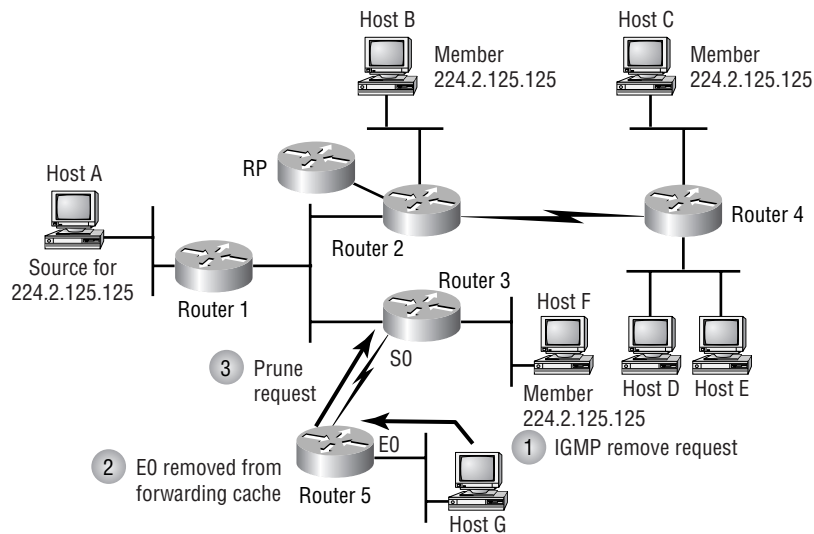 Host B
Member
224.2.125.125
Host C
Member
224.2.125.125
RP
Host A
Source for
224.2.125.125
Router 1
Router 2
Router 4
Router 3
S0
Host F
Member
224.2.125.125
Host D
Host E
3 Prune
request
1 IGMP remove request
2 E0 removed from
forwarding cache
E0
Router 5
Host G